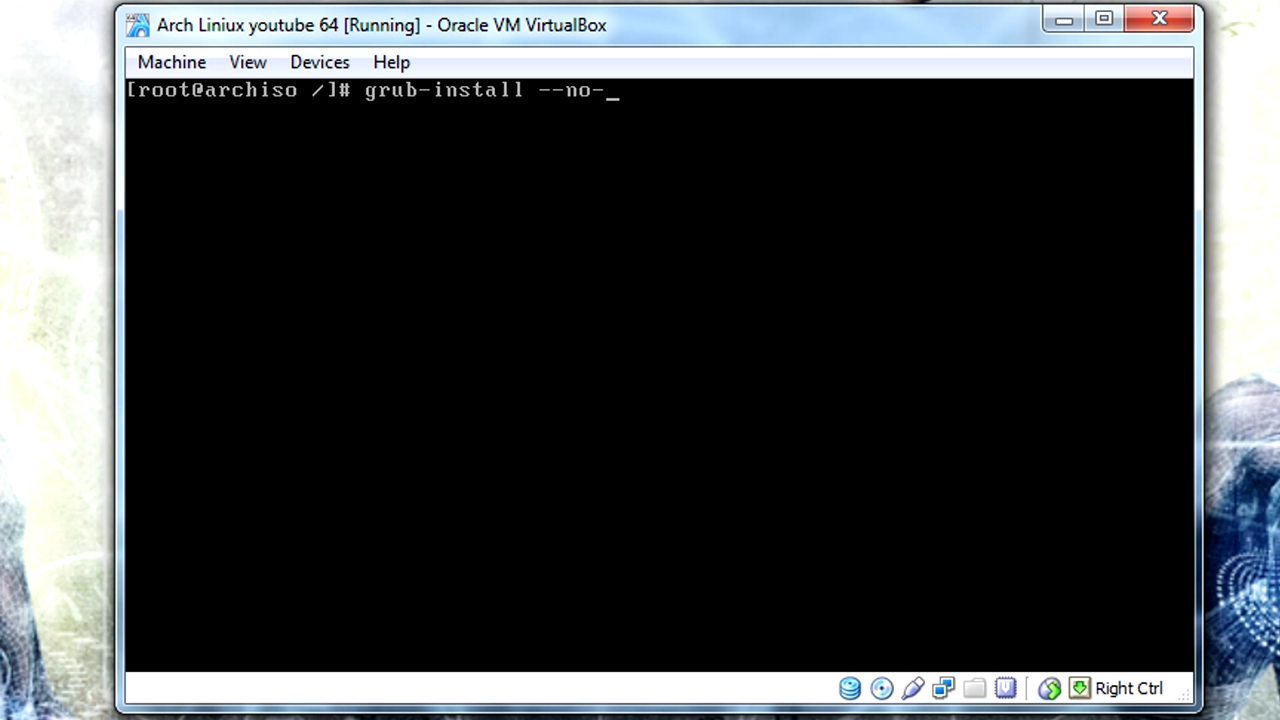 Arch Liniux youtube 64 [Running] - Oracle VM VirtualBox
Machine View Devices Help
[root@archiso /]# grub-install --no-_
Right Ctrl